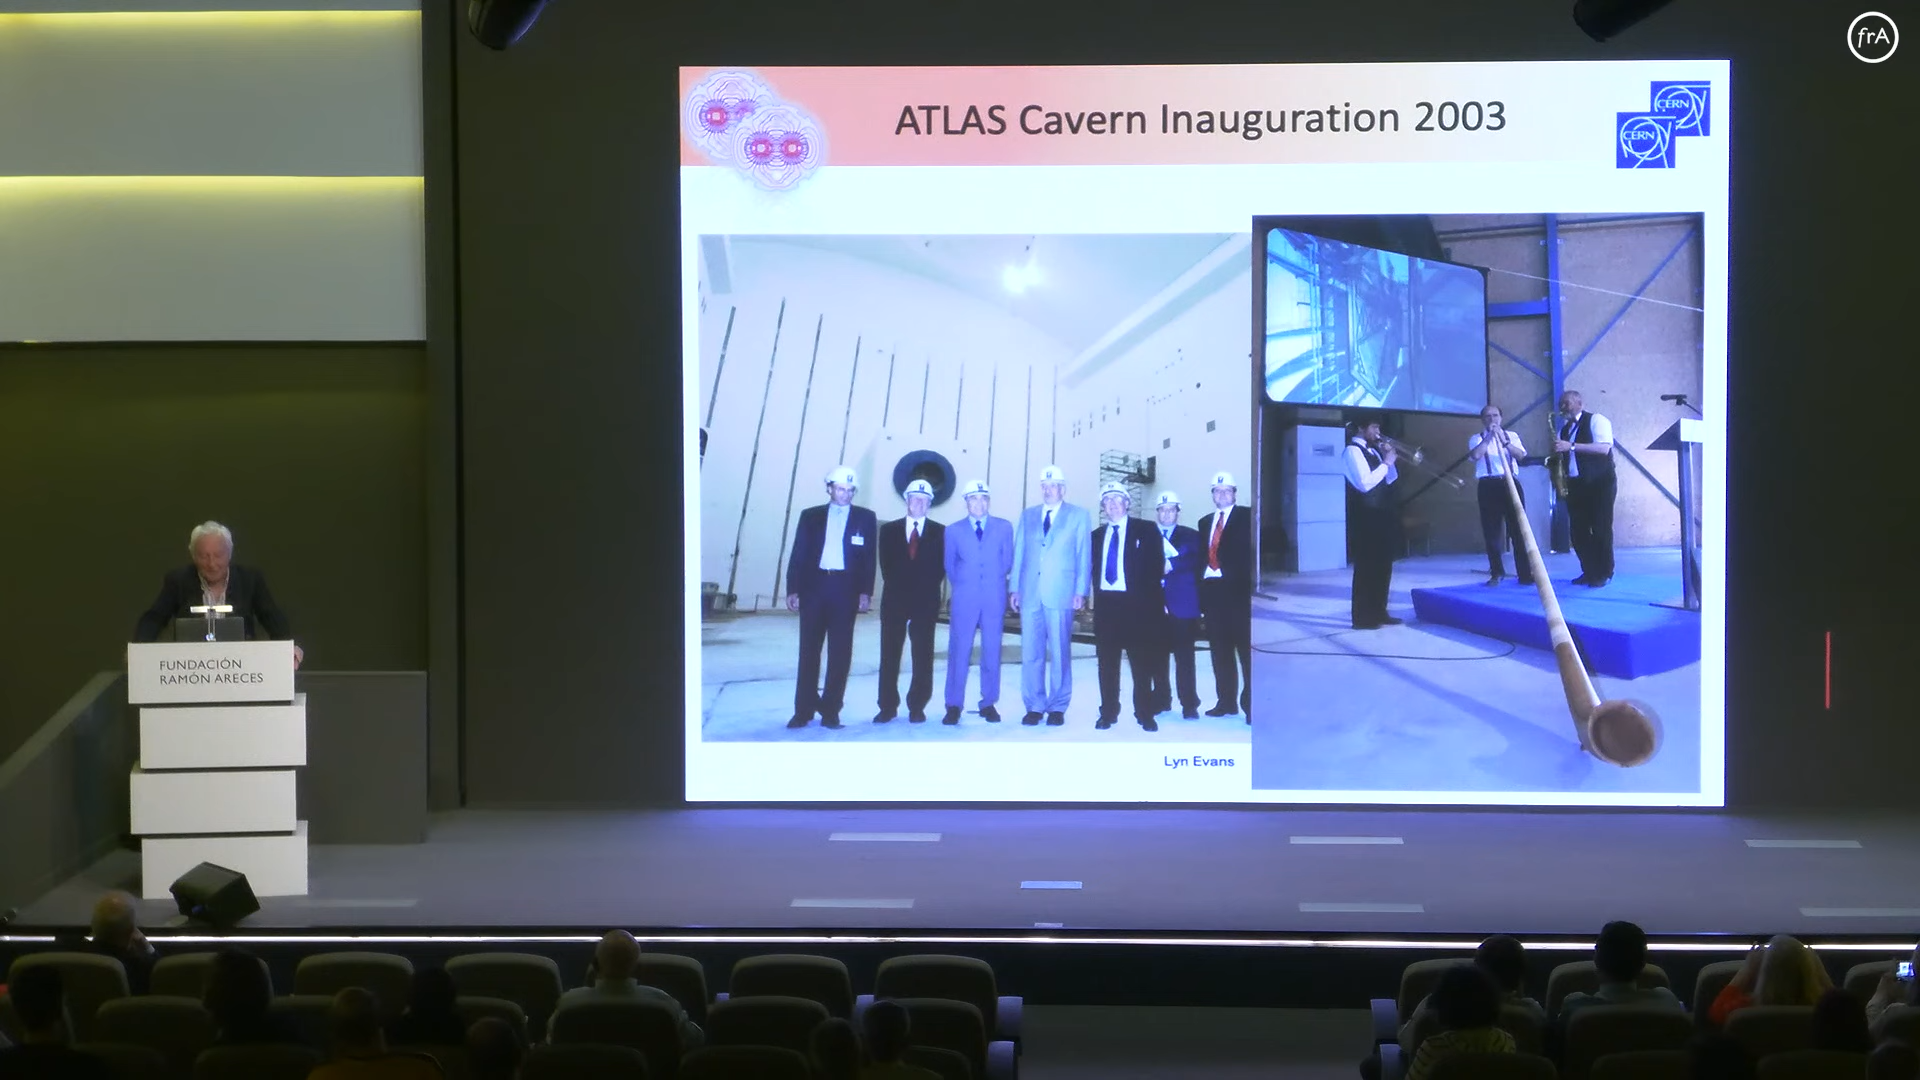 frA
ATLAS Cavern Inauguration 2003
CERN
CERN
Lyn Evans
FUNDACIÓN
RAMÓN ARECES